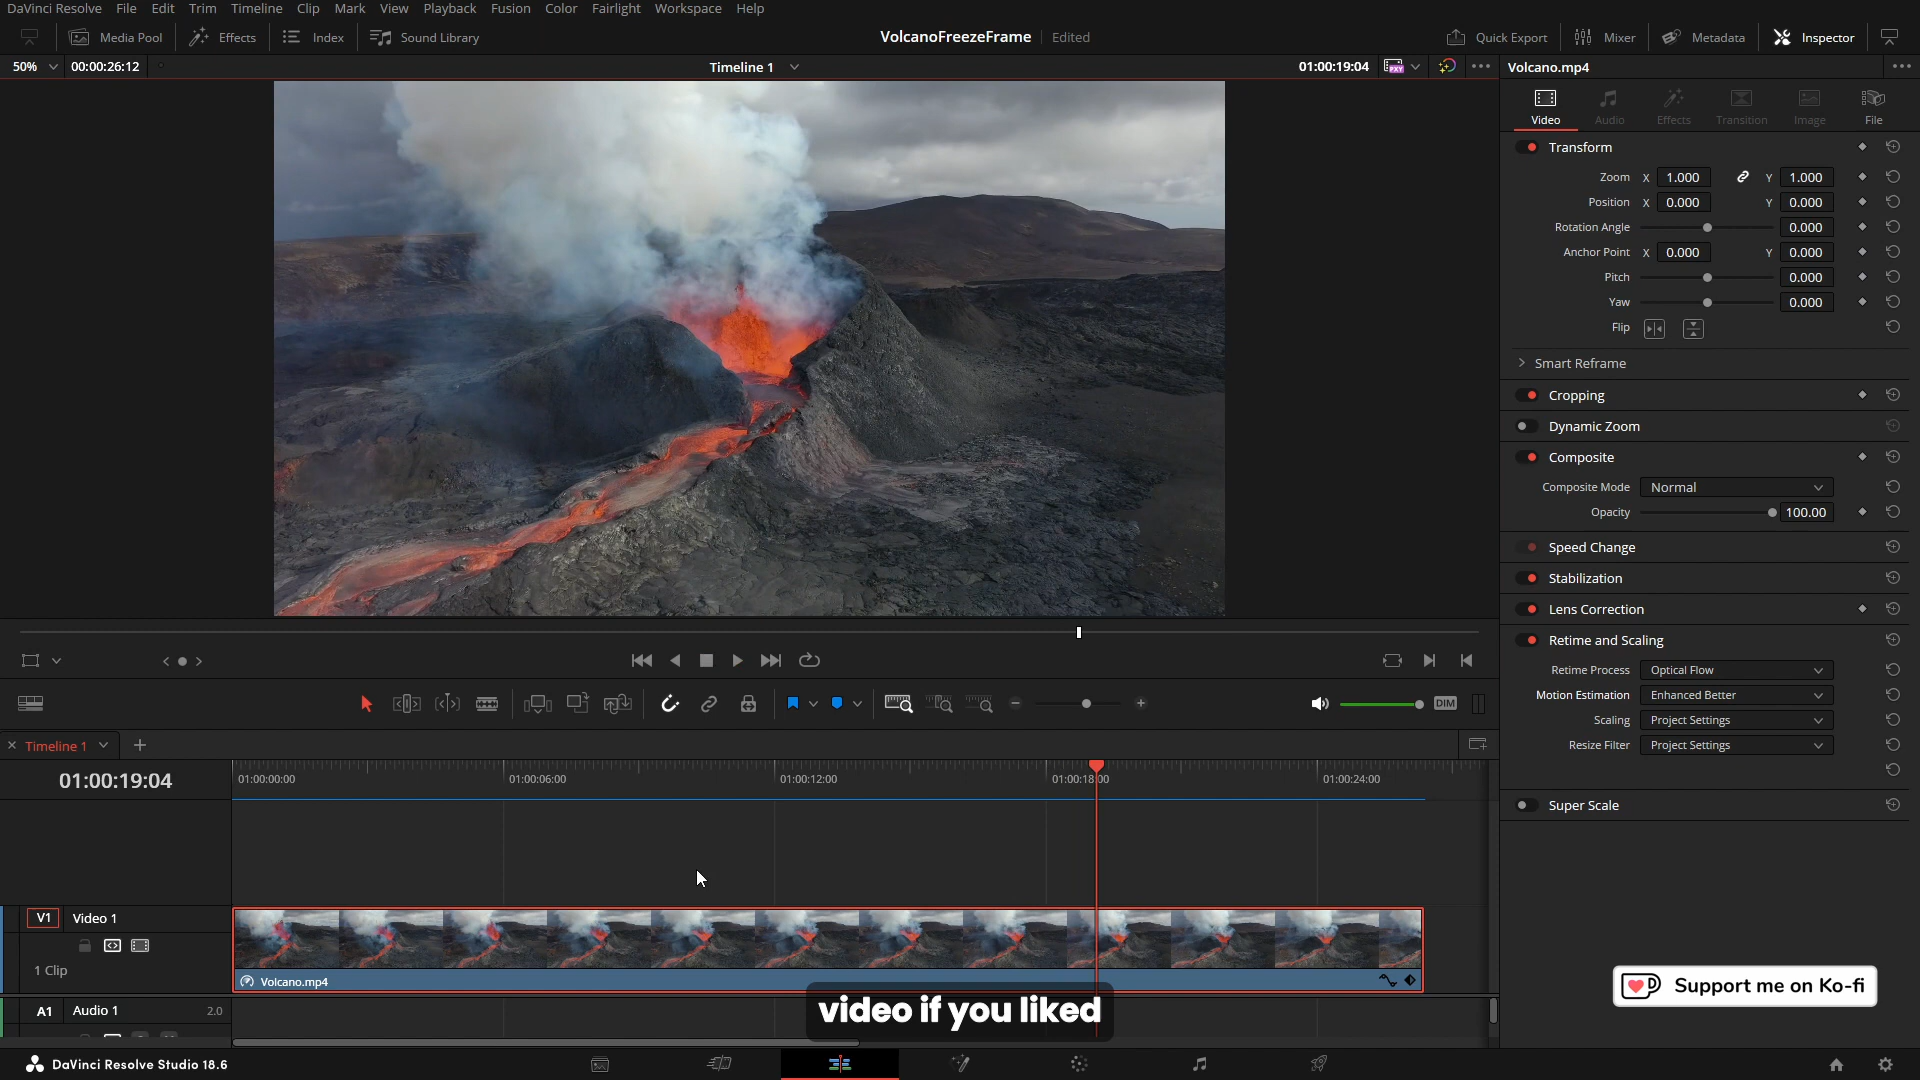 DaVinci Resolve File Edit Trim Timeline Clip Mark View Playback Fusion Color Fairlight Workspace Help
Media Pool Effects Index Sound Library VolcanoFreezeFrame Edited Quick Export Mixer Metadata Inspector
50% 00:00:26:12 Timeline 1 01:00:19:04 PXY Volcano.mp4
Video Audio Effects Transition Image File
Transform
Zoom X 1.000 Y 1.000
Position X 0.000 Y 0.000
Rotation Angle 0.000
Anchor Point X 0.000 Y 0.000
Pitch 0.000
Yaw 0.000
Flip
Smart Reframe
Cropping
Dynamic Zoom
Composite
Composite Mode Normal
Opacity 100.00
Speed Change
Stabilization
Lens Correction
Retime and Scaling
Retime Process Optical Flow
Motion Estimation Enhanced Better
Scaling Project Settings
Resize Filter Project Settings
Super Scale
DIM
Timeline 1
01:00:19:04
01:00:00:00 01:00:06:00 01:00:12:00 01:00:18:00 01:00:24:00
V1 Video 1
1 Clip
Volcano.mp4
A1 Audio 1 2.0
video if you liked
Support me on Ko-fi
DaVinci Resolve Studio 18.6